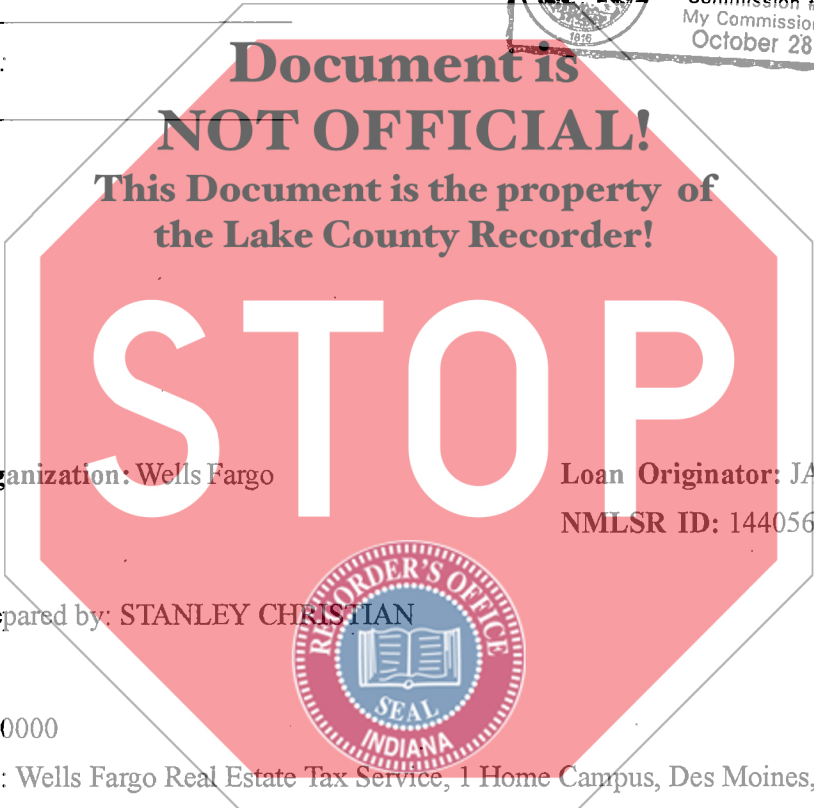 My Commission
October 28
1816
:
Document is
NOT OFFICIAL!
This Document is the property of
the Lake County Recorder!
STOP
ganization: Wells Fargo
Loan Originator: JA
NMLSR ID: 144056
pared by: STANLEY CHRISTIAN
RECORDER'S OFFICE
SEAL
INDIANA
0000
: Wells Fargo Real Estate Tax Service, 1 Home Campus, Des Moines,